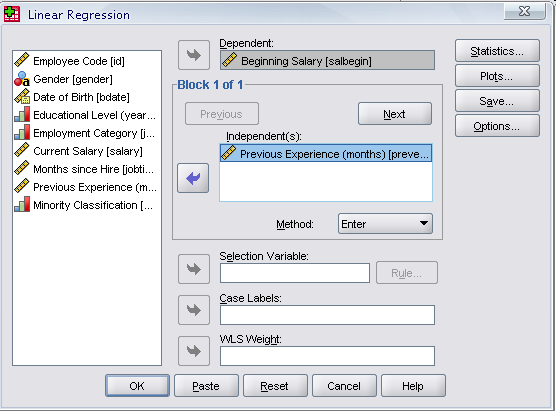 Linear Regression
Employee Code [id]
Gender [gender]
Date of Birth [bdate]
Educational Level (year...
Employment Category [j...
Current Salary [salary]
Months since Hire [jobti...
Previous Experience (m...
Minority Classification [...
Dependent:
Beginning Salary [salbegin]
Block 1 of 1
Previous
Next
Independent(s):
Previous Experience (months) [preve...
Method:
Enter
Selection Variable:
Rule...
Case Labels:
WLS Weight:
Statistics...
Plots...
Save...
Options...
OK
Paste
Reset
Cancel
Help